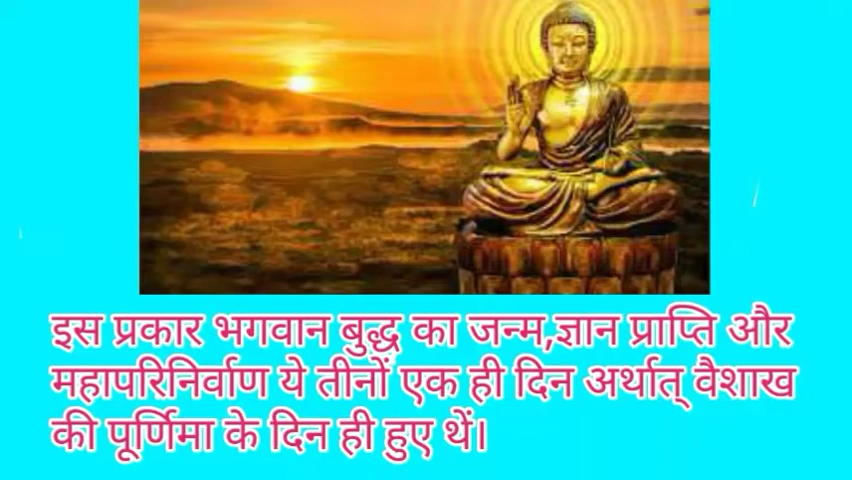 इस प्रकार भगवान बुद्ध का जन्म,ज्ञान प्राप्ति और
महापरिनिर्वाण ये तीनों एक ही दिन अर्थात् वैशाख
की पूर्णिमा के दिन ही हुए थें।